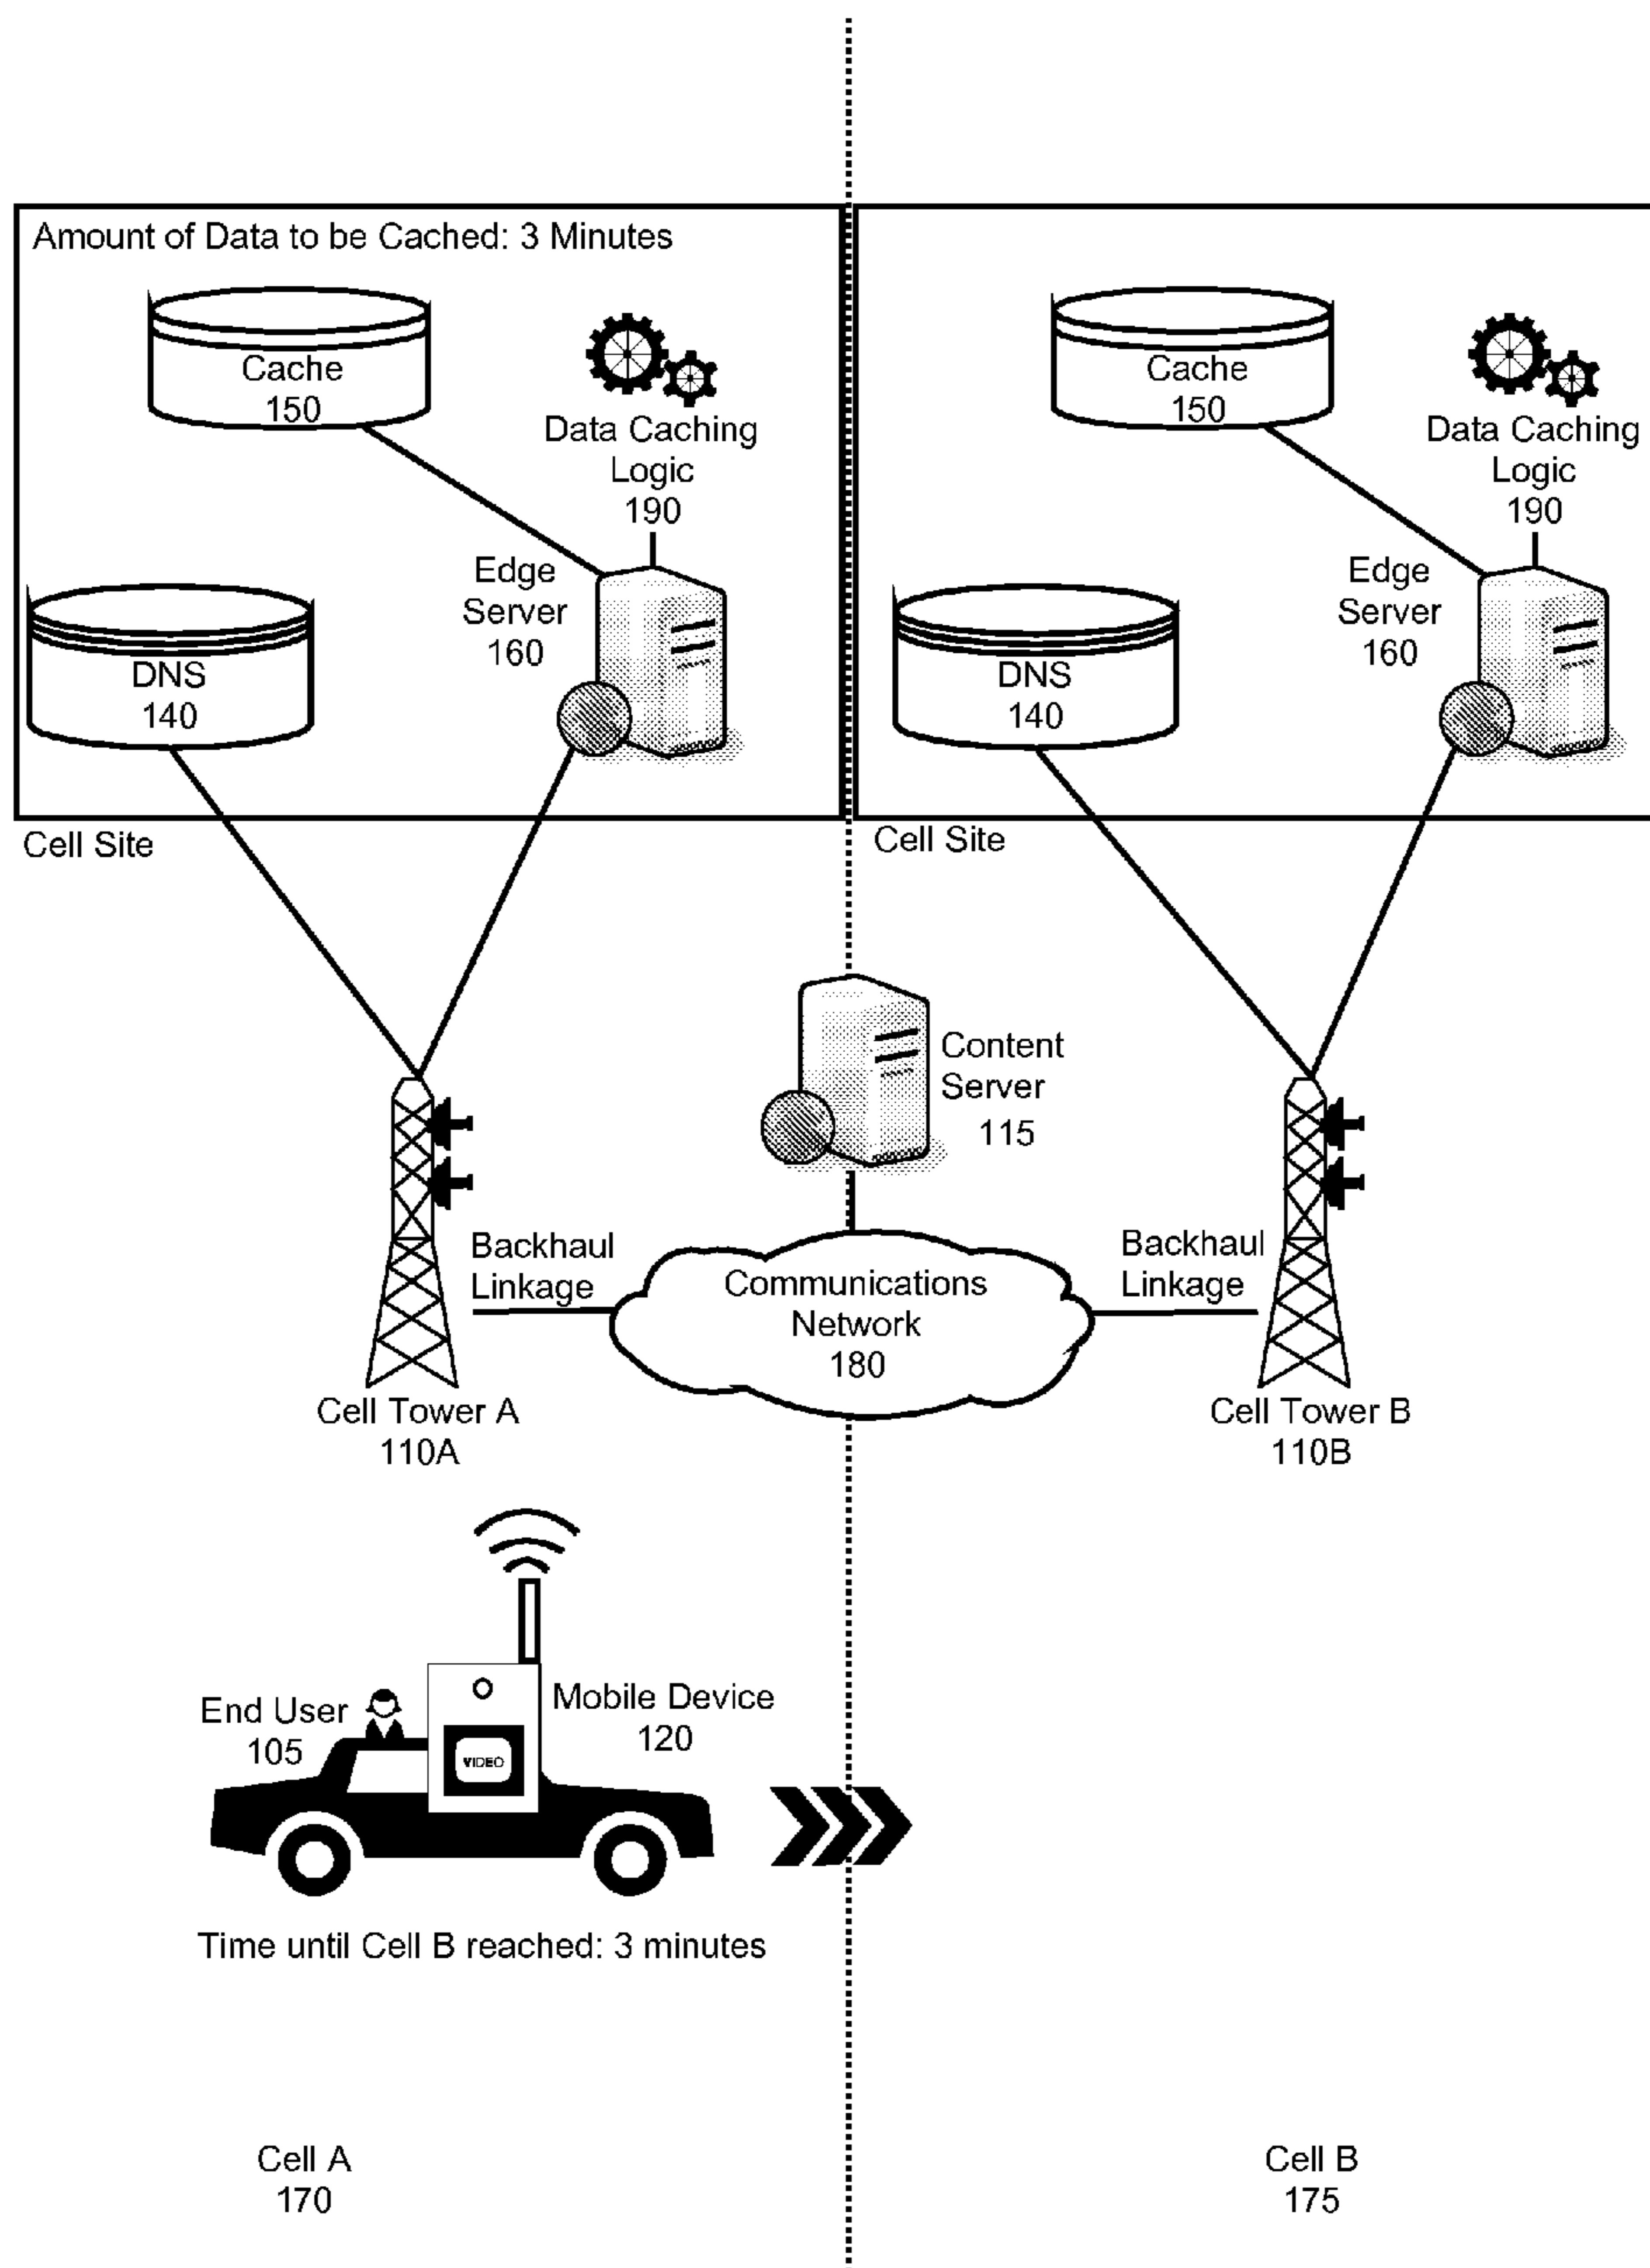 Amount of Data to be Cached: 3 Minutes
Cache
150
Data Caching
Logic
190
Edge
Server
160
DNS
140
Cell Site
Cache
150
Data Caching
Logic
190
Edge
Server
160
DNS
140
Cell Site
Content
Server
115
Backhaul
Linkage
Communications
Network
180
Backhaul
Linkage
Cell Tower A
110A
Cell Tower B
110B
End User
105
Mobile Device
120
VIDEO
Time until Cell B reached: 3 minutes
Cell A
170
Cell B
175